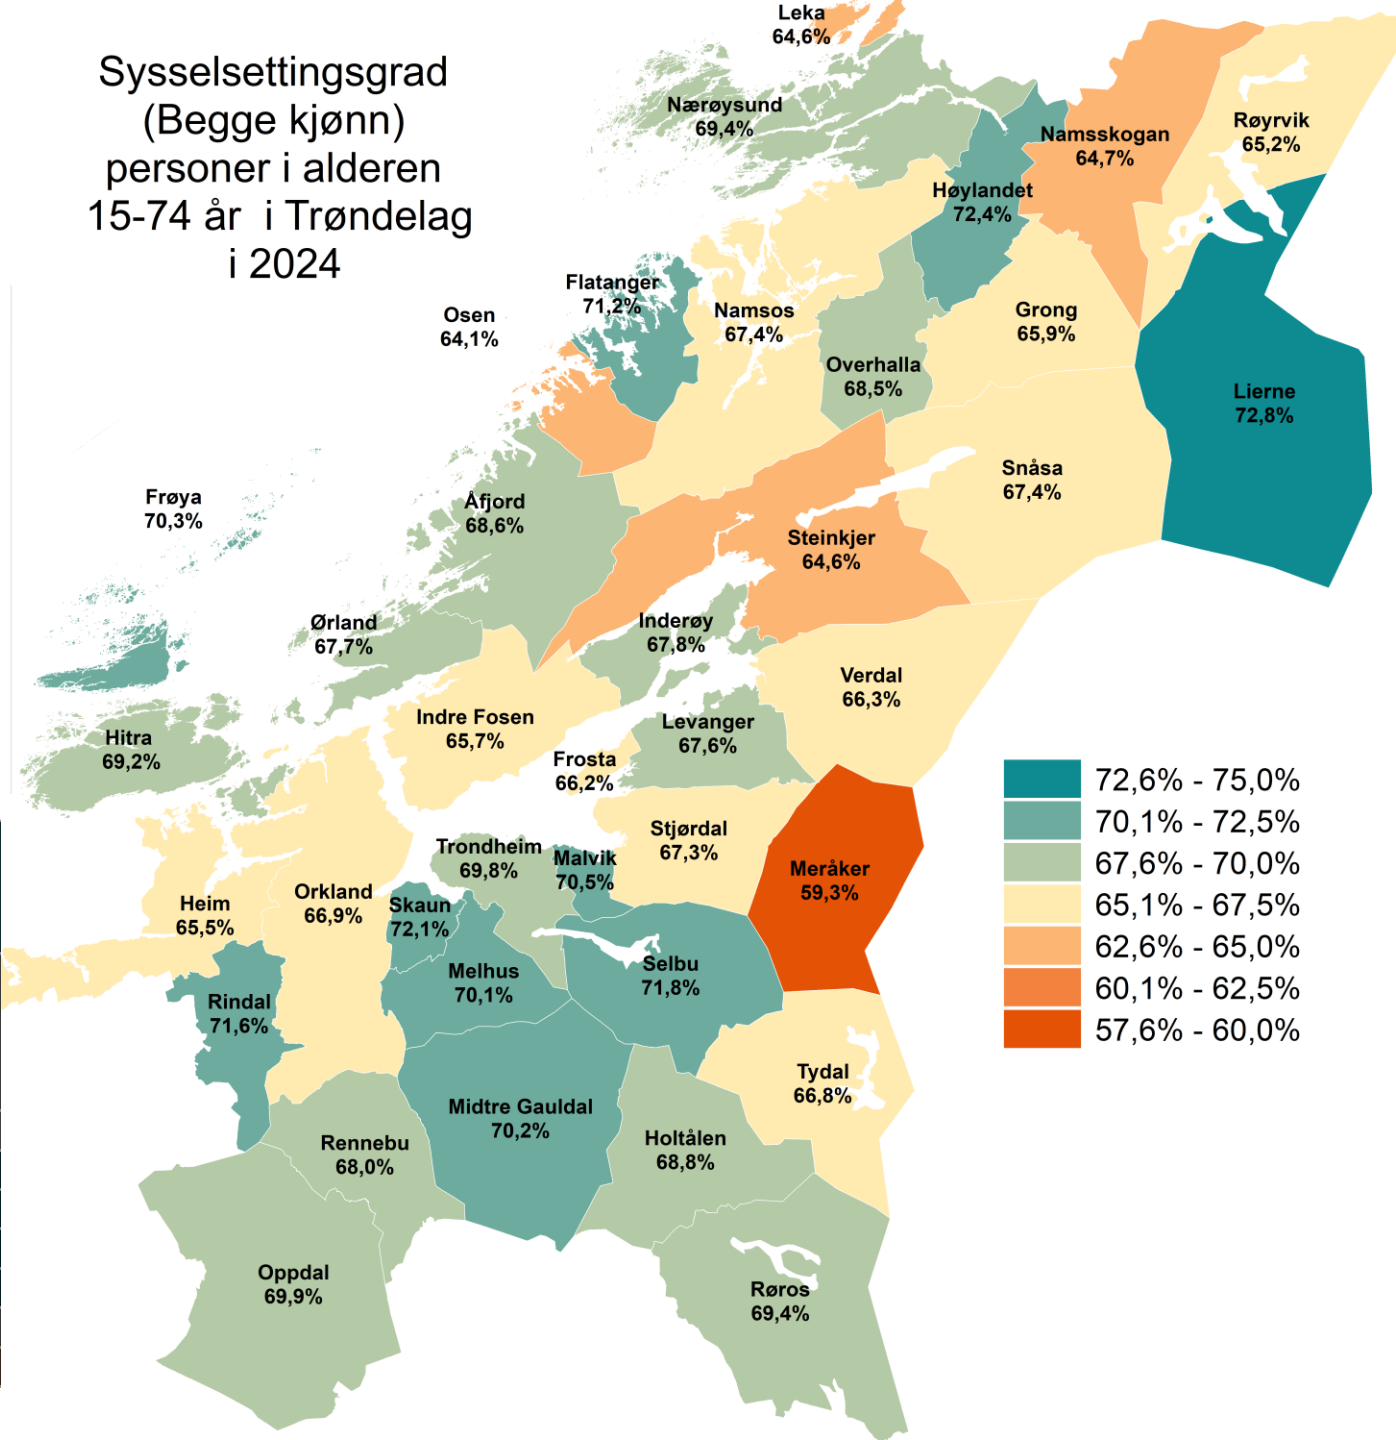 Sysselsettingsgrad
(Begge kjønn)
personer i alderen
15-74 år i Trøndelag
i 2024
Leka
64,6%
Nærøysund
69,4%
Namsskogan
64,7%
Røyrvik
65,2%
Høylandet
72,4%
Flatanger
71,2%
Osen
64,1%
Namsos
67,4%
Grong
65,9%
Overhalla
68,5%
Lierne
72,8%
Snåsa
67,4%
Frøya
70,3%
Åfjord
68,6%
Steinkjer
64,6%
Ørland
67,7%
Inderøy
67,8%
Verdal
66,3%
Indre Fosen
65,7%
Levanger
67,6%
Hitra
69,2%
Frosta
66,2%
Stjørdal
67,3%
Trondheim
69,8%
Malvik
70,5%
Meråker
59,3%
Heim
65,5%
Orkland
66,9%
Skaun
72,1%
Melhus
70,1%
Selbu
71,8%
Rindal
71,6%
Tydal
66,8%
Midtre Gauldal
70,2%
Rennebu
68,0%
Holtålen
68,8%
Oppdal
69,9%
Røros
69,4%
72,6% - 75,0%
70,1% - 72,5%
67,6% - 70,0%
65,1% - 67,5%
62,6% - 65,0%
60,1% - 62,5%
57,6% - 60,0%